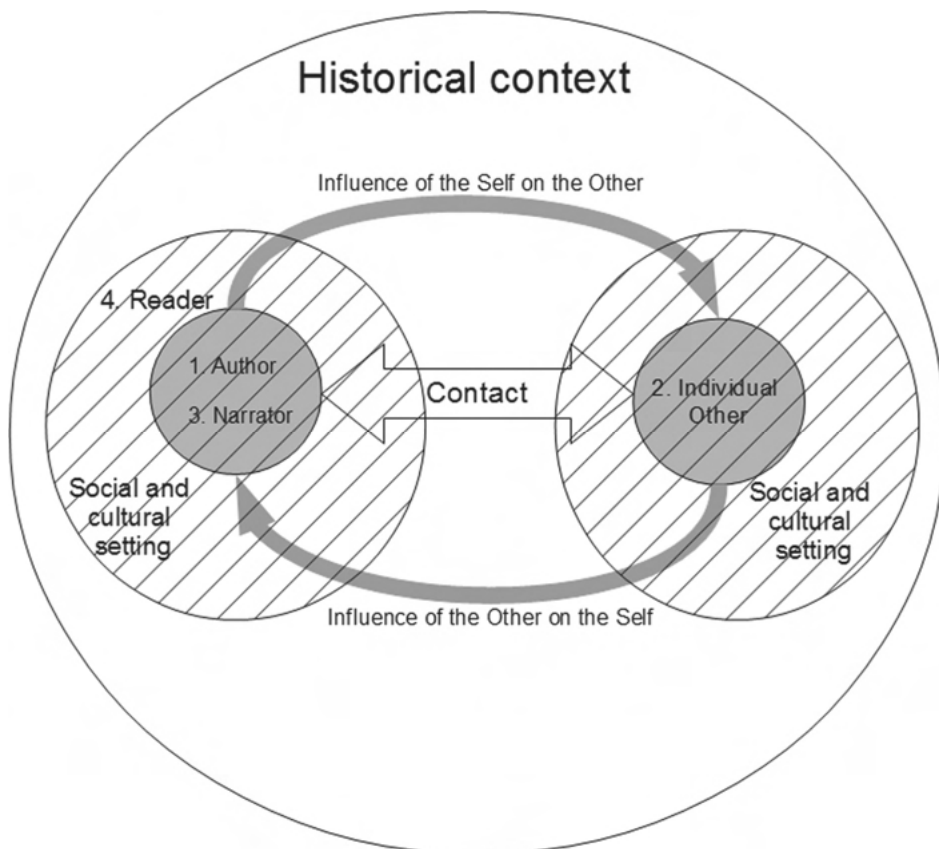 Historical context
Influence of the Self on the Other
4. Reader
1. Author
3. Narrator
Social and
cultural
setting
Contact
2. Individual
Other
Social and
cultural
setting
Influence of the Other on the Self